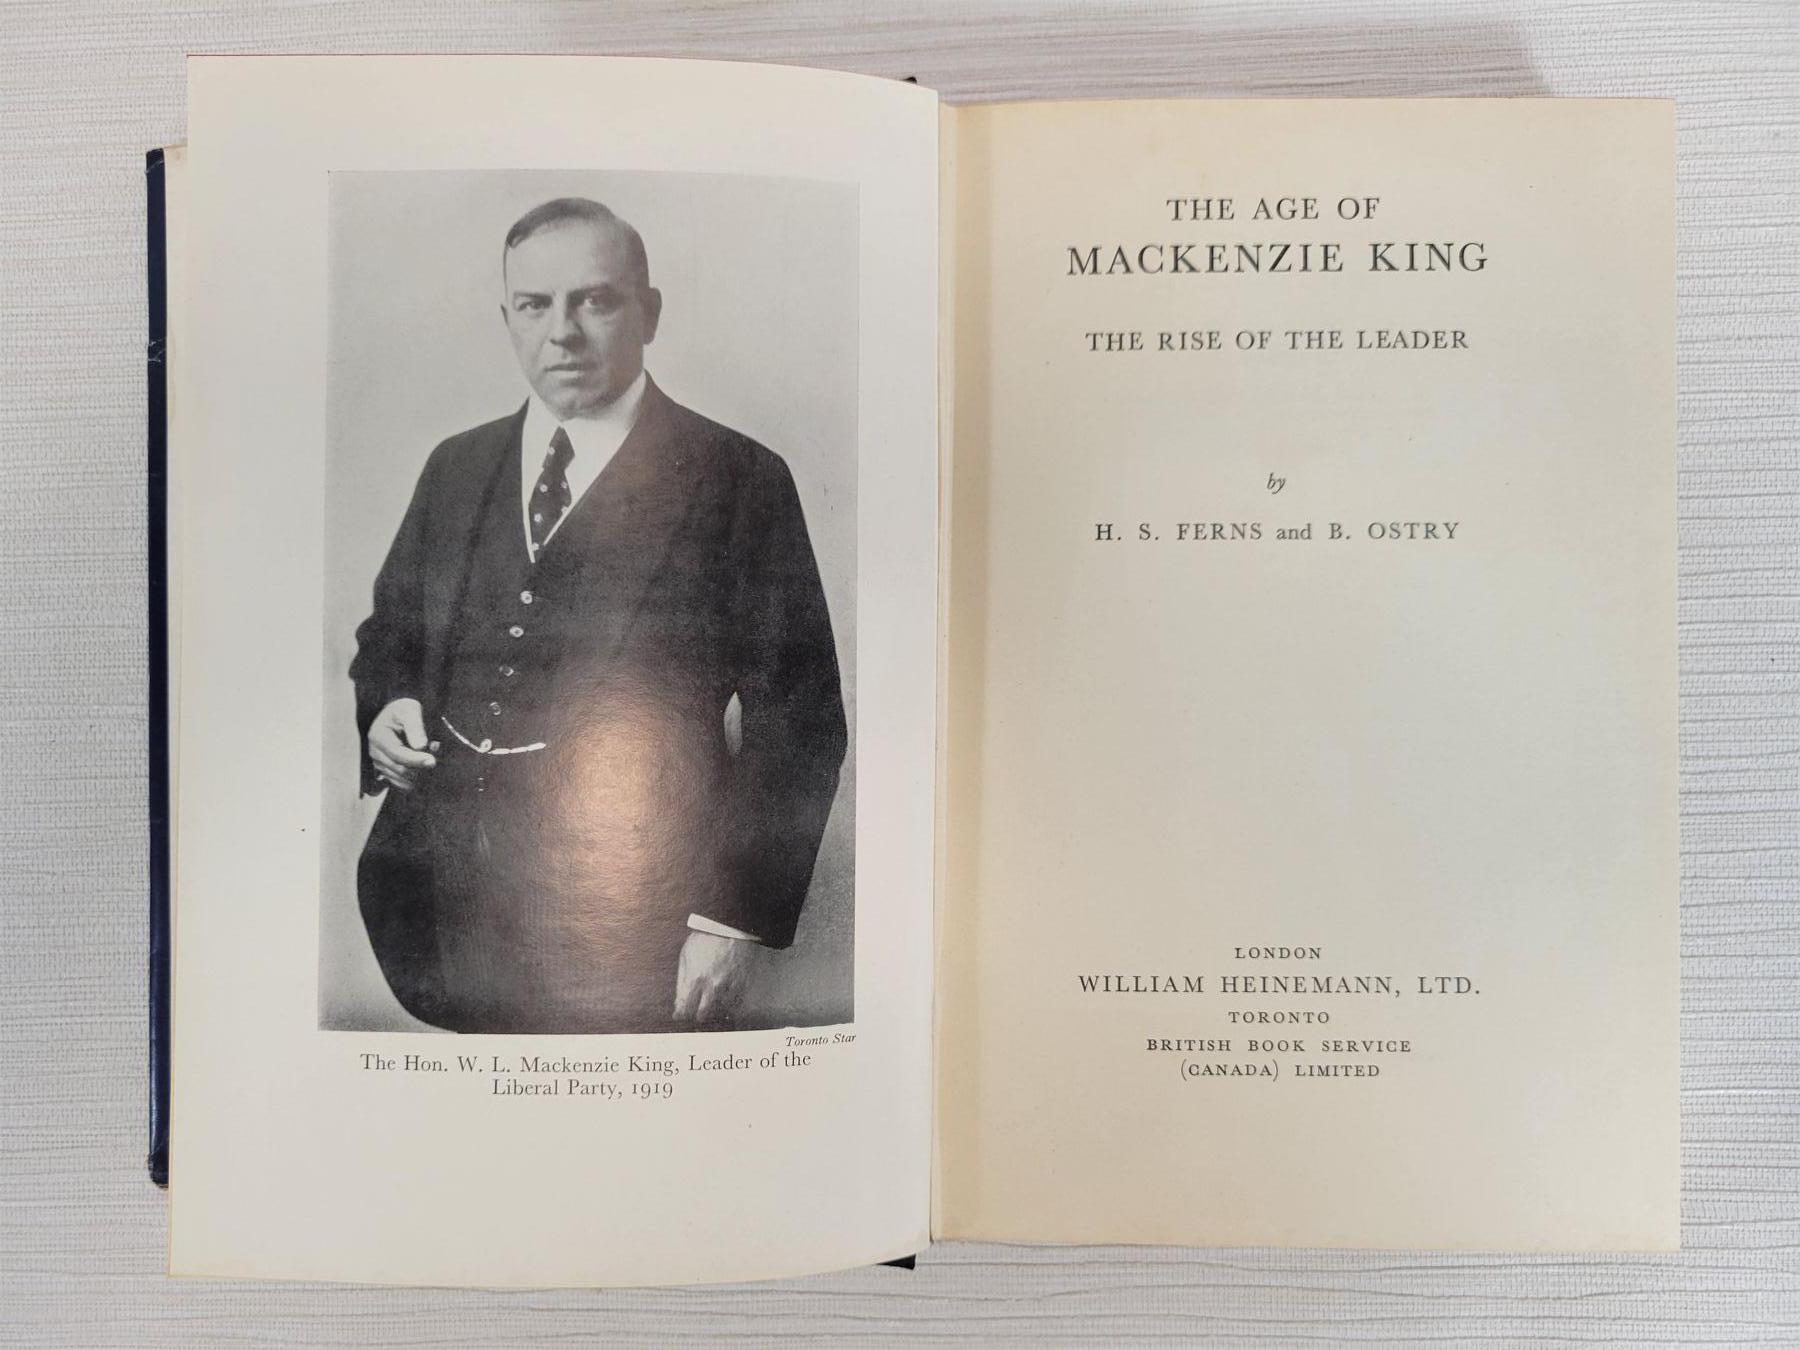 Toronto Star
The Hon. W. L. Mackenzie King, Leader of the
Liberal Party, 1919
THE AGE OF
MACKENZIE KING
THE RISE OF THE LEADER
by
H. S. FERNS and B. OSTRY
LONDON
WILLIAM HEINEMANN, LTD.
TORONTO
BRITISH BOOK SERVICE
(CANADA) LIMITED